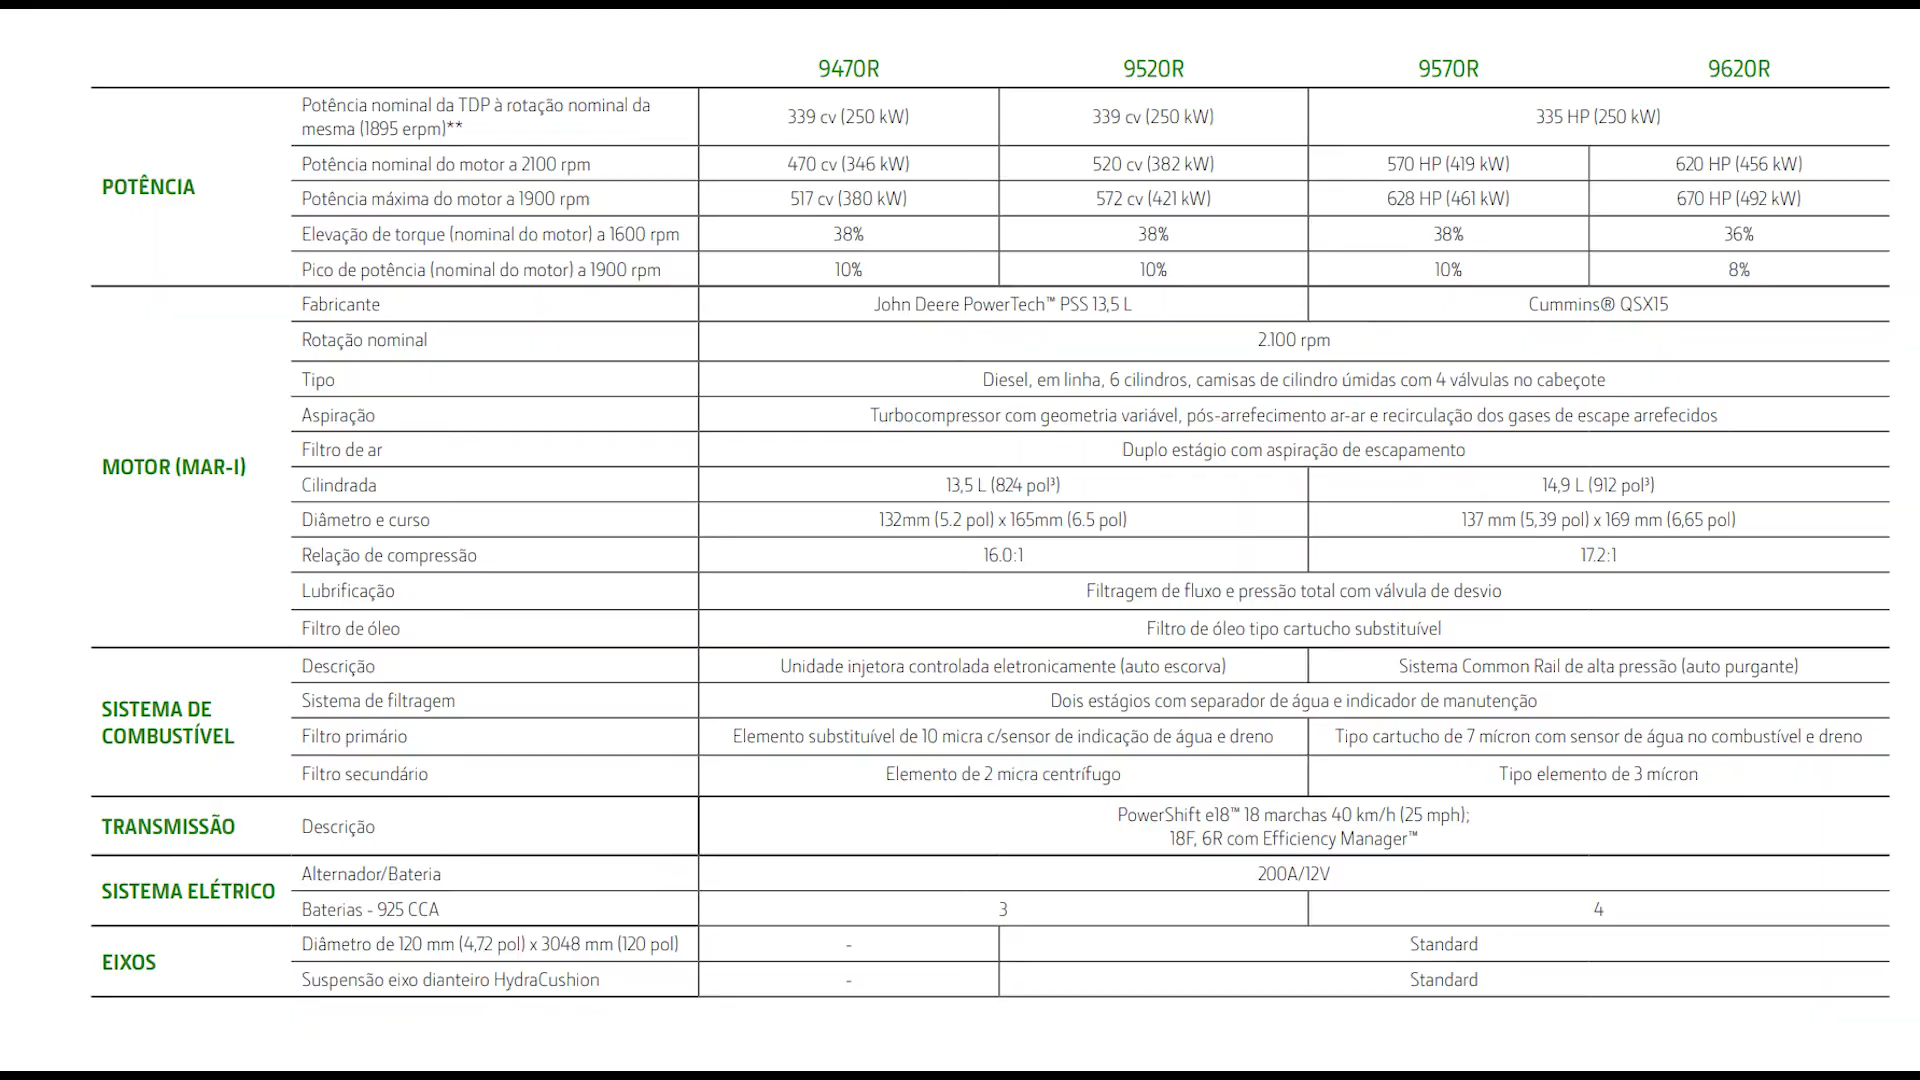 9470R 9520R 9570R 9620R
POTÊNCIA
Potência nominal da TDP à rotação nominal da
mesma (1895 erpm)**
339 cv (250 kW) 339 cv (250 kW) 335 HP (250 kW)
Potência nominal do motor a 2100 rpm 470 cv (346 kW) 520 cv (382 kW) 570 HP (419 kW) 620 HP (456 kW)
Potência máxima do motor a 1900 rpm 517 cv (380 kW) 572 cv (421 kW) 628 HP (461 kW) 670 HP (492 kW)
Elevação de torque (nominal do motor) a 1600 rpm 38% 38% 38% 36%
Pico de potência (nominal do motor) a 1900 rpm 10% 10% 10% 8%
MOTOR (MAR-I)
Fabricante John Deere PowerTech™ PSS 13,5 L Cummins® QSX15
Rotação nominal 2.100 rpm
Tipo Diesel, em linha, 6 cilindros, camisas de cilindro úmidas com 4 válvulas no cabeçote
Aspiração Turbocompressor com geometria variável, pós-arrefecimento ar-ar e recirculação dos gases de escape arrefecidos
Filtro de ar Duplo estágio com aspiração de escapamento
Cilindrada 13,5 L (824 pol³) 14,9 L (912 pol³)
Diâmetro e curso 132mm (5.2 pol) x 165mm (6.5 pol) 137 mm (5,39 pol) x 169 mm (6,65 pol)
Relação de compressão 16.0:1 17.2:1
Lubrificação Filtragem de fluxo e pressão total com válvula de desvio
Filtro de óleo Filtro de óleo tipo cartucho substituível
SISTEMA DE
COMBUSTÍVEL
Descrição Unidade injetora controlada eletronicamente (auto escorva) Sistema Common Rail de alta pressão (auto purgante)
Sistema de filtragem Dois estágios com separador de água e indicador de manutenção
Filtro primário Elemento substituível de 10 micra c/sensor de indicação de água e dreno Tipo cartucho de 7 mícron com sensor de água no combustível e dreno
Filtro secundário Elemento de 2 micra centrífugo Tipo elemento de 3 mícron
TRANSMISSÃO
Descrição
PowerShift e18™ 18 marchas 40 km/h (25 mph);
18F, 6R com Efficiency Manager™
SISTEMA ELÉTRICO
Alternador/Bateria 200A/12V
Baterias - 925 CCA 3 4
EIXOS
Diâmetro de 120 mm (4,72 pol) x 3048 mm (120 pol) - Standard
Suspensão eixo dianteiro HydraCushion - Standard